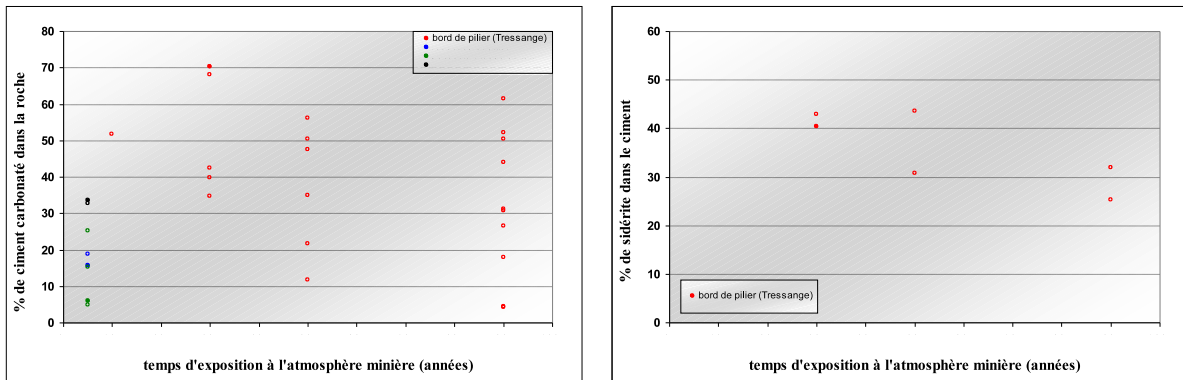 % de ciment carbonaté dans la roche
80
70
60
50
40
30
20
10
0
bord de pilier (Tressange)
temps d'exposition à l'atmosphère minière (années)
% de sidérite dans le ciment
60
50
40
30
20
10
0
bord de pilier (Tressange)
temps d'exposition à l'atmosphère minière (années)